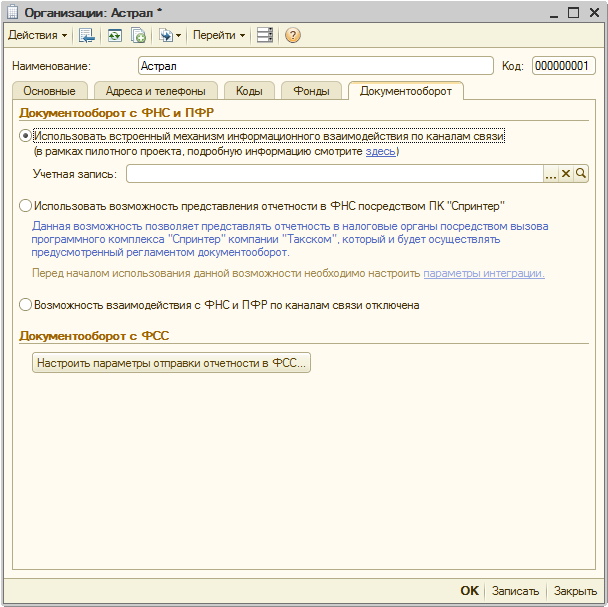 Организации: Астрал *
Действия Перейти
Наименование: Астрал Код: 000000001
Основные Адреса и телефоны Коды Фонды Документооборот
Документооборот с ФНС и ПФР
Использовать встроенный механизм информационного взаимодействия по каналам связи
(в рамках пилотного проекта, подробную информацию смотрите здесь)
Учетная запись: ...
Использовать возможность представления отчетности в ФНС посредством ПК "Спринтер"
Данная возможность позволяет представлять отчетность в налоговые органы посредством вызова
программного комплекса "Спринтер" компании "Такском", который и будет осуществлять
предусмотренный регламентом документооборот.
Перед началом использования данной возможности необходимо настроить параметры интеграции.
Возможность взаимодействия с ФНС и ПФР по каналам связи отключена
Документооборот с ФСС
Настроить параметры отправки отчетности в ФСС...
OK Записать Закрыть